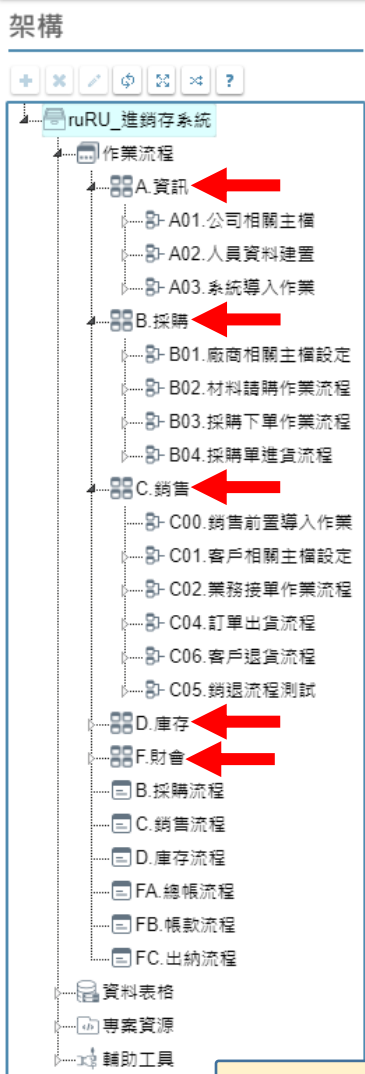 架構
?
ruRU_進銷存系統
作業流程
A.資訊
A01.公司相關主檔
A02.人員資料建置
A03.系統導入作業
B.採購
B01.廠商相關主檔設定
B02.材料請購作業流程
B03.採購下單作業流程
B04.採購單進貨流程
C.銷售
C00.銷售前置導入作業
C01.客戶相關主檔設定
C02.業務接單作業流程
C04.訂單出貨流程
C06.客戶退貨流程
C05.銷退流程測試
D.庫存
F.財會
B.採購流程
C.銷售流程
D.庫存流程
FA.總帳流程
FB.帳款流程
FC.出納流程
資料表格
專案資源
輔助工具